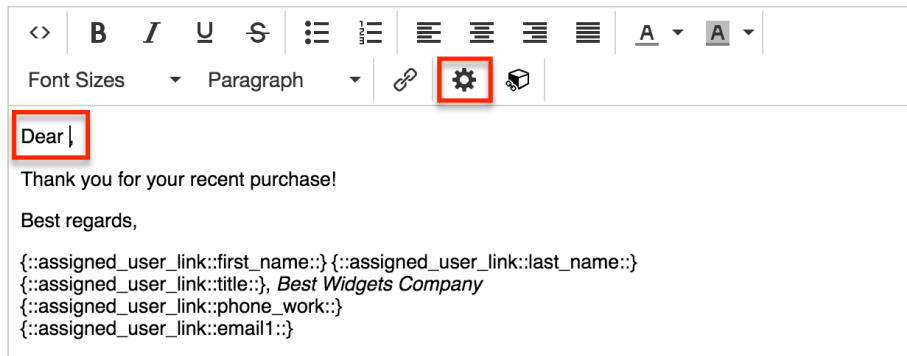 <> B I U S A A
Font Sizes Paragraph
Dear ,
Thank you for your recent purchase!
Best regards,
{::assigned_user_link::first_name::} {::assigned_user_link::last_name::}
{::assigned_user_link::title::}, Best Widgets Company
{::assigned_user_link::phone_work::}
{::assigned_user_link::email1::}